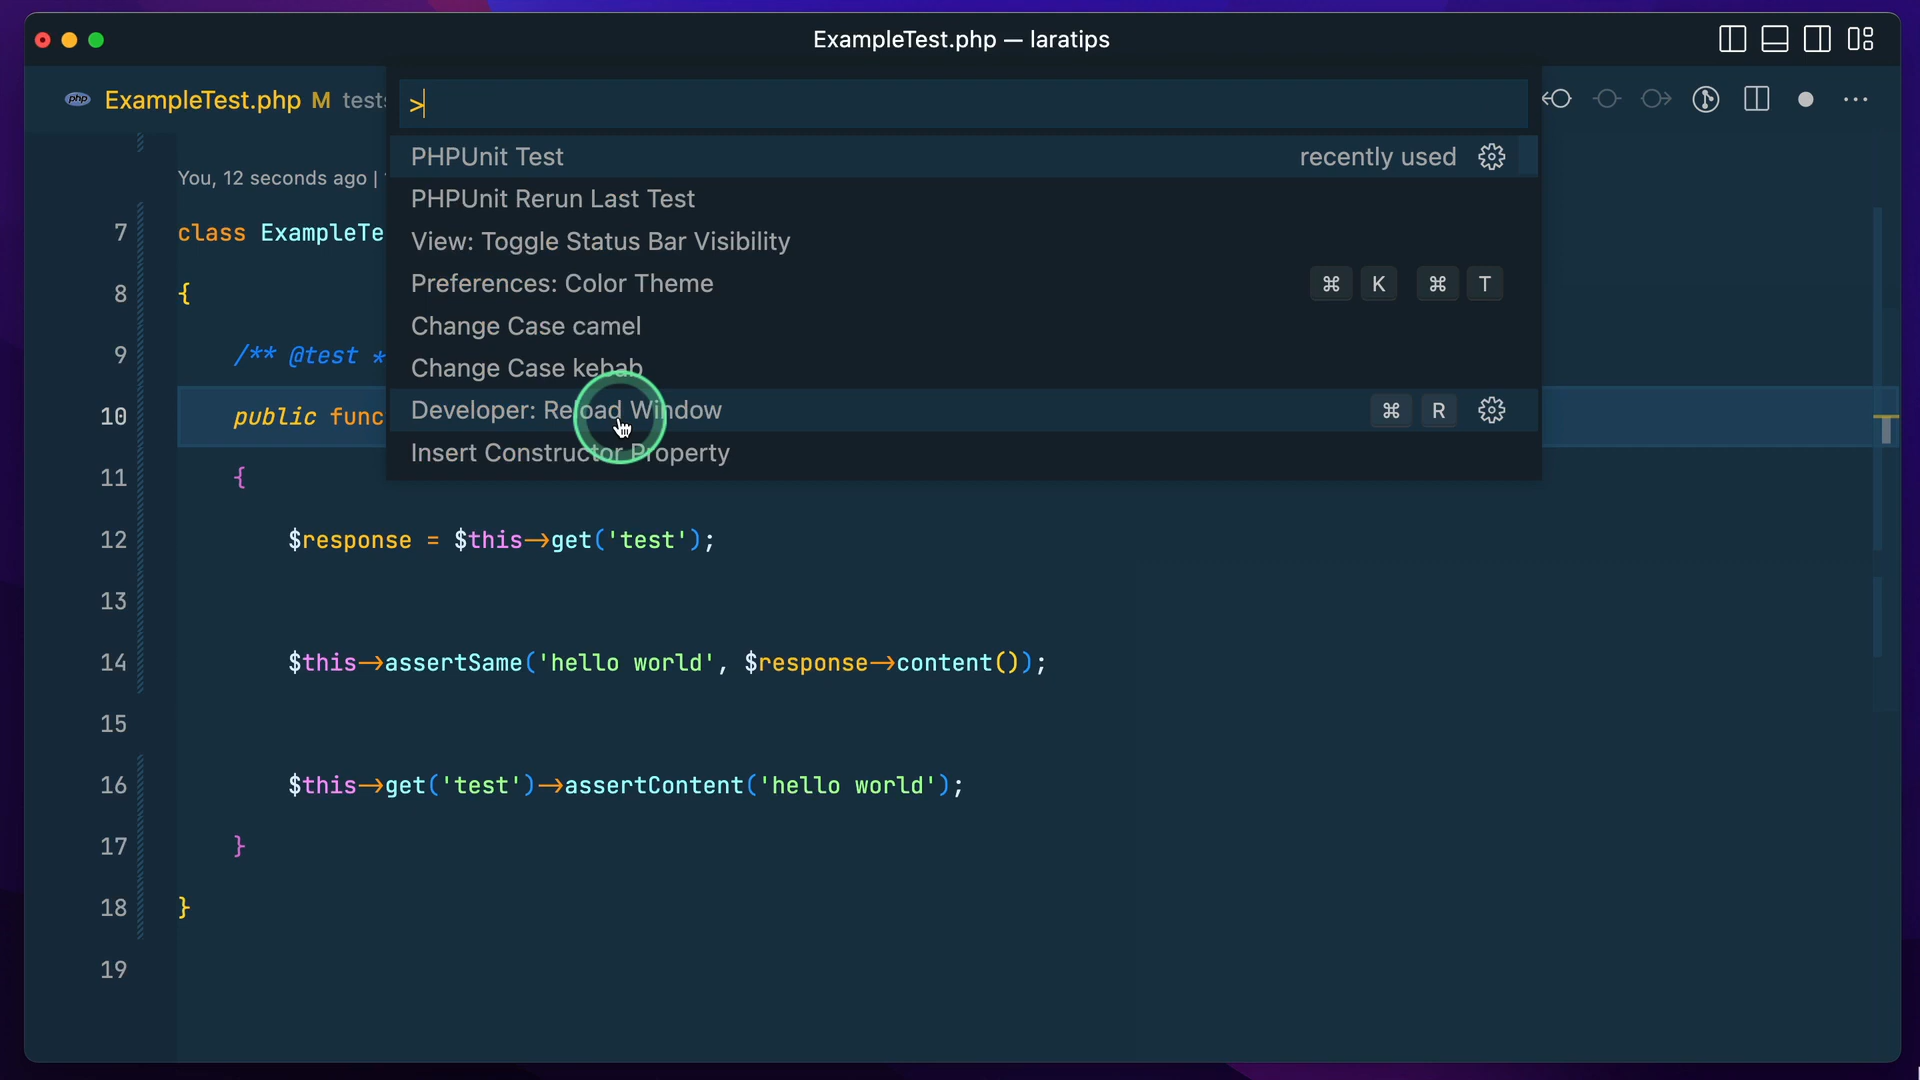 ExampleTest.php — laratips
php ExampleTest.php M tests
>
PHPUnit Test recently used
PHPUnit Rerun Last Test
View: Toggle Status Bar Visibility
Preferences: Color Theme ⌘ K ⌘ T
Change Case camel
Change Case kebab
Developer: Reload Window ⌘ R
Insert Constructor Property
You, 12 seconds ago |
7 class ExampleTe
8 {
9 /** @test *
10 public func
11 {
12 $response = $this->get('test');
13
14 $this->assertSame('hello world', $response->content());
15
16 $this->get('test')->assertContent('hello world');
17 }
18 }
19